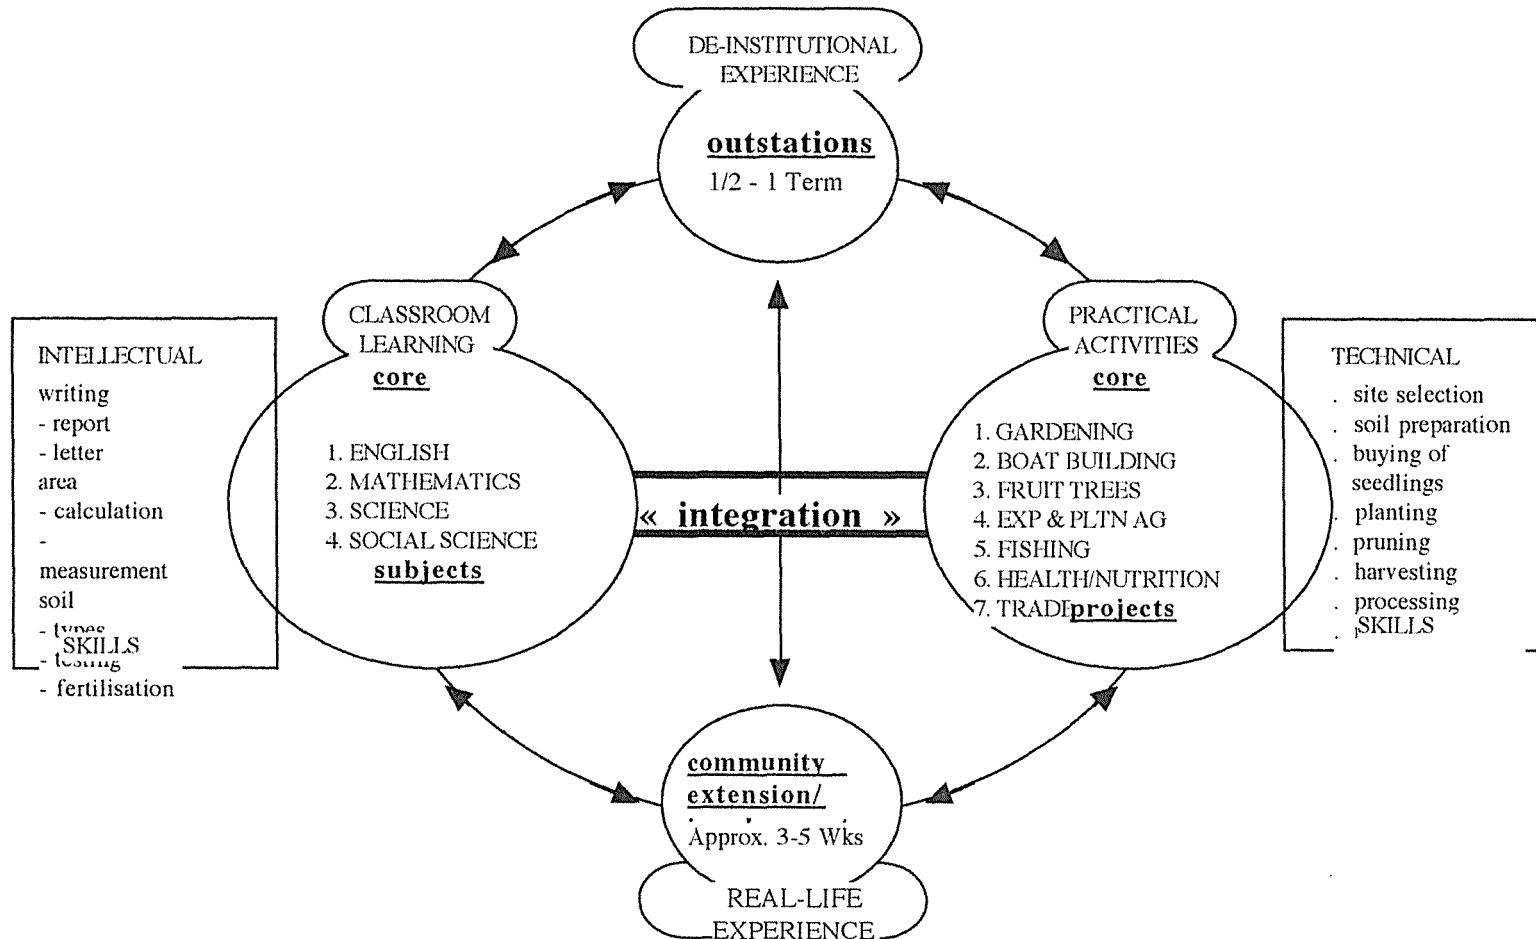 DE-INSTITUTIONAL
EXPERIENCE
outstations
1/2 - 1 Term
CLASSROOM
LEARNING
core
1. ENGLISH
2. MATHEMATICS
3. SCIENCE
4. SOCIAL SCIENCE
subjects
INTELLECTUAL
writing
- report
- letter
area
- calculation
-
measurement
soil
- types
SKILLS
- testing
- fertilisation
« integration »
PRACTICAL
ACTIVITIES
core
1. GARDENING
2. BOAT BUILDING
3. FRUIT TREES
4. EXP & PLTN AG
5. FISHING
6. HEALTH/NUTRITION
7. TRADE projects
TECHNICAL
. site selection
. soil preparation
. buying of
seedlings
. planting
. pruning
. harvesting
. processing
. SKILLS
community
extension/
Approx. 3-5 Wks
REAL-LIFE
EXPERIENCE